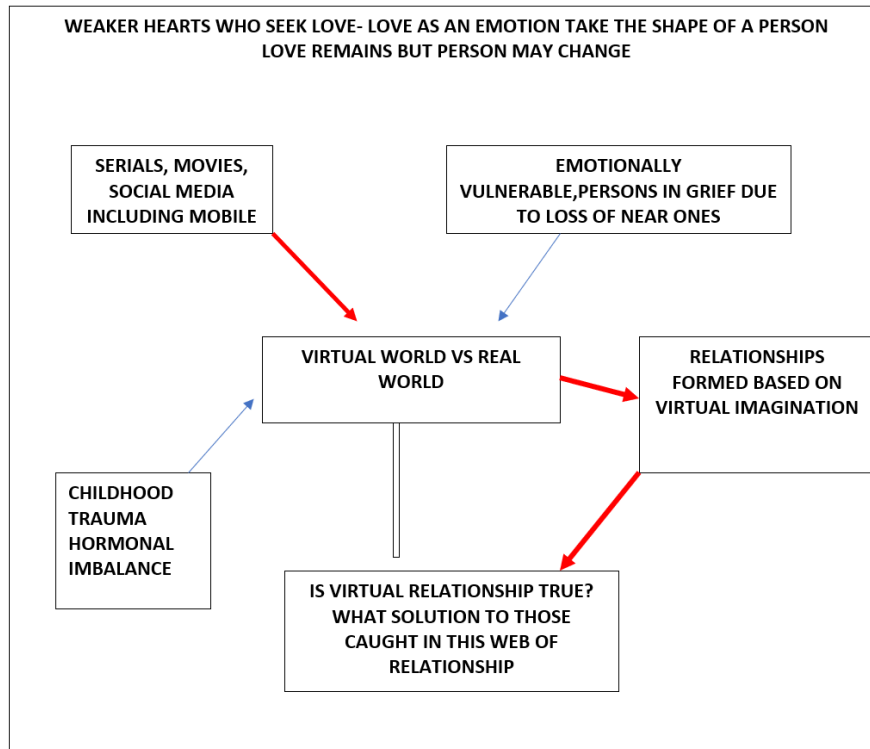 WEAKER HEARTS WHO SEEK LOVE- LOVE AS AN EMOTION TAKE THE SHAPE OF A PERSON
LOVE REMAINS BUT PERSON MAY CHANGE
SERIALS, MOVIES,
SOCIAL MEDIA
INCLUDING MOBILE
EMOTIONALLY
VULNERABLE,PERSONS IN GRIEF DUE
TO LOSS OF NEAR ONES
VIRTUAL WORLD VS REAL
WORLD
RELATIONSHIPS
FORMED BASED ON
VIRTUAL IMAGINATION
CHILDHOOD
TRAUMA
HORMONAL
IMBALANCE
IS VIRTUAL RELATIONSHIP TRUE?
WHAT SOLUTION TO THOSE
CAUGHT IN THIS WEB OF
RELATIONSHIP